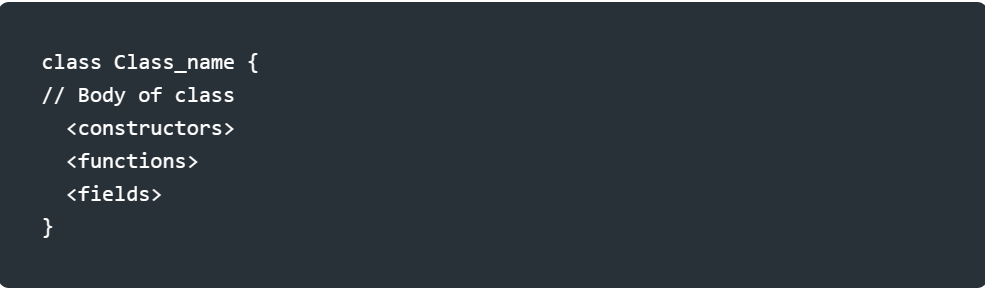 class Class_name {
// Body of class
  <constructors>
  <functions>
  <fields>
}